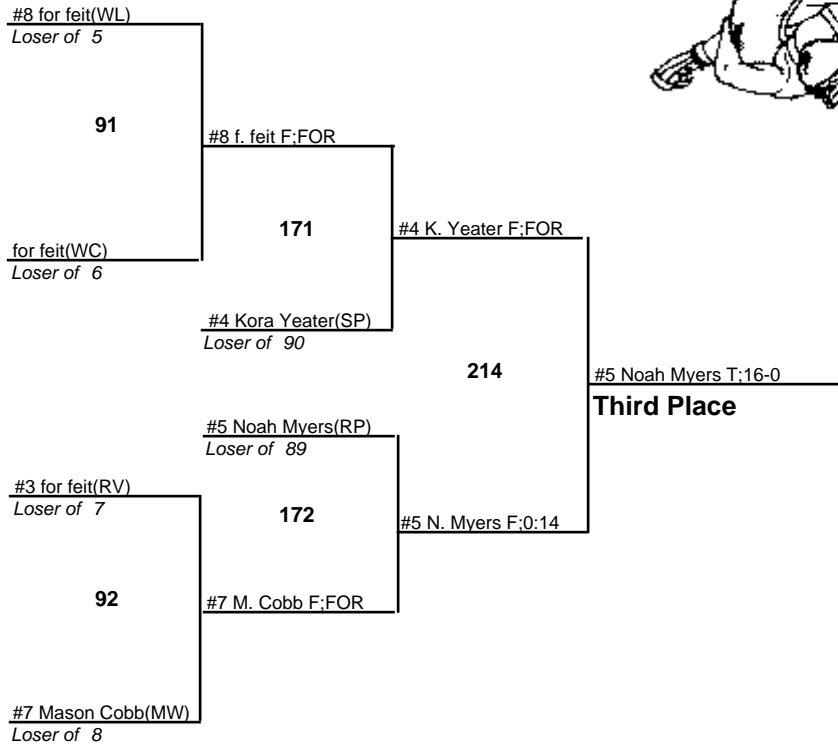 #8 for feit(WL)
Loser of 5
91
#8 f. feit F;FOR
for feit(WC)
Loser of 6
171
#4 K. Yeater F;FOR
#4 Kora Yeater(SP)
Loser of 90
214
#5 Noah Myers T;16-0
Third Place
#5 Noah Myers(RP)
Loser of 89
#3 for feit(RV)
Loser of 7
172
#5 N. Myers F;0:14
92
#7 M. Cobb F;FOR
#7 Mason Cobb(MW)
Loser of 8